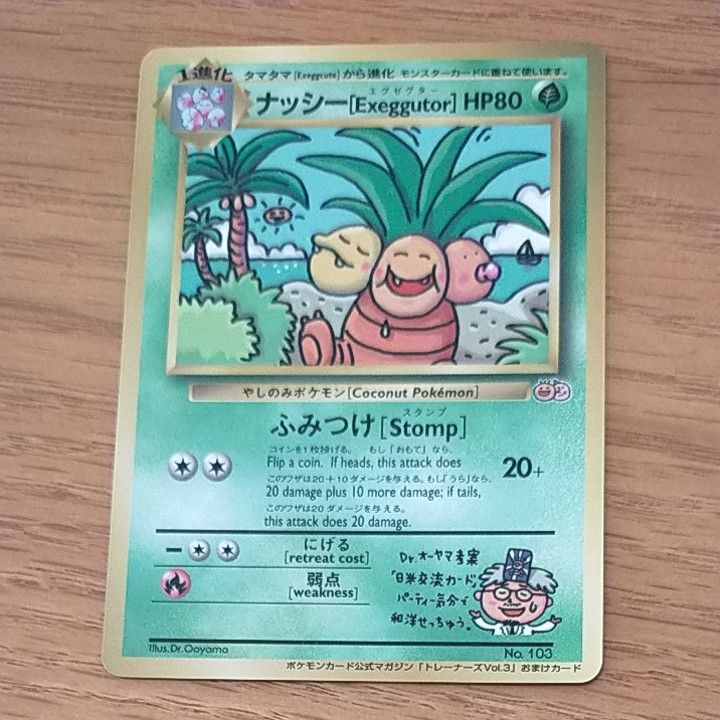 1進化
タマタマ[Exeggcute]から進化 モンスターカードに重ねて使います。
エグゼグター
ナッシー[Exeggutor] HP80
やしのみポケモン[Coconut Pokémon]
スタンプ
ふみつけ[Stomp]
コインを1枚投げる。 もし「おもて」なら、
Flip a coin. If heads, this attack does
このワザは20+10ダメージを与える。もし「うら」なら、
20 damage plus 10 more damage; if tails,
このワザは20ダメージを与える。
this attack does 20 damage.
20+
にげる
[retreat cost]
弱点
[weakness]
Dr.オーヤマ考案
「日米交流カード」
パーティー気分で
和洋せっちゅう。
Illus.Dr.Ooyama
No. 103
ポケモンカード公式マガジン「トレーナーズVol.3」おまけカード